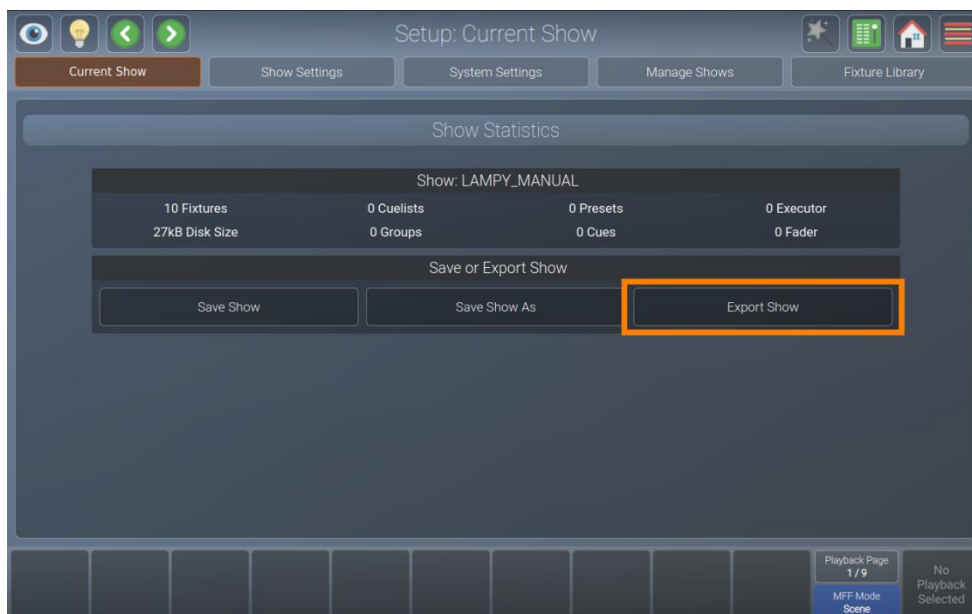 Setup: Current Show
Current Show
Show Settings
System Settings
Manage Shows
Fixture Library
Show Statistics
Show: LAMPY_MANUAL
10 Fixtures
0 Cuelists
0 Presets
0 Executor
27kB Disk Size
0 Groups
0 Cues
0 Fader
Save or Export Show
Save Show
Save Show As
Export Show
Playback Page
1 / 9
MFF Mode
Scene
No
Playback
Selected